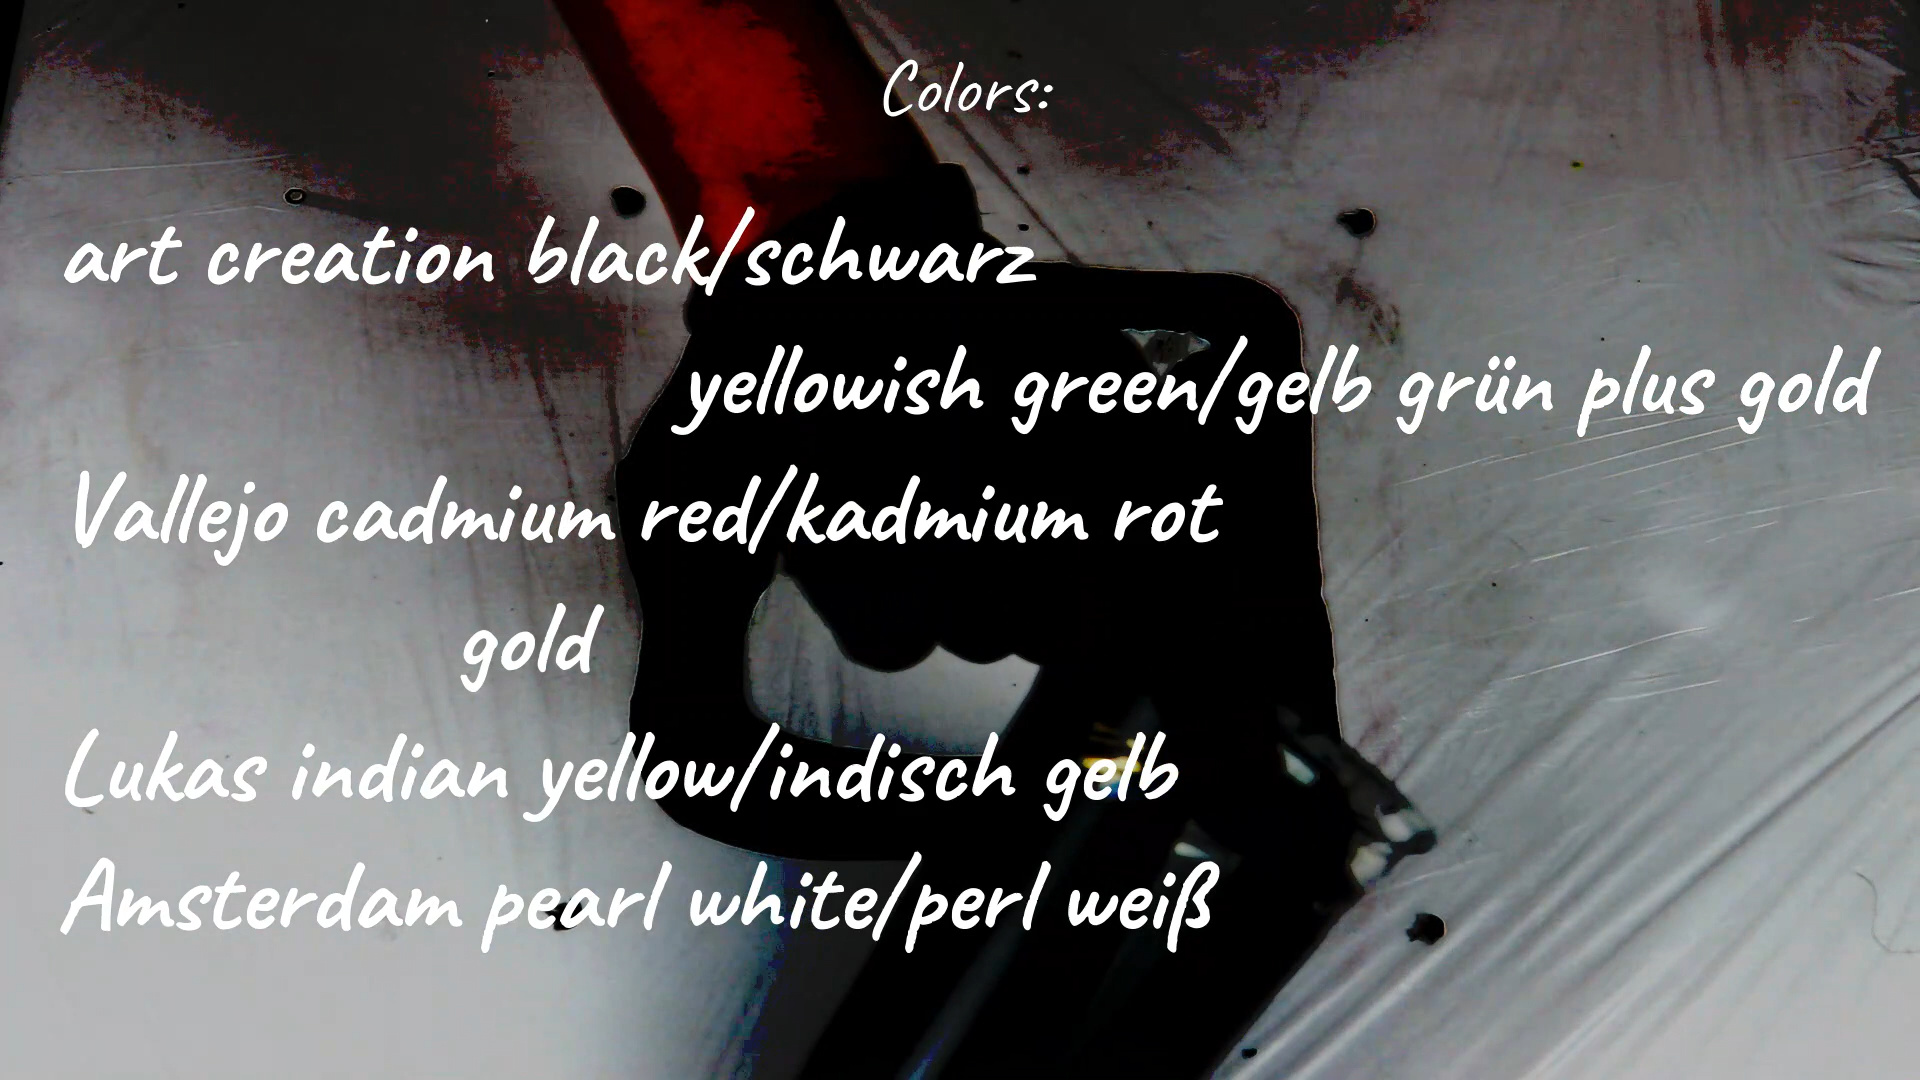 Colors:
art creation black/schwarz
yellowish green/gelb grün plus gold
Vallejo cadmium red/kadmium rot
gold
Lukas indian yellow/indisch gelb
Amsterdam pearl white/perl weiß